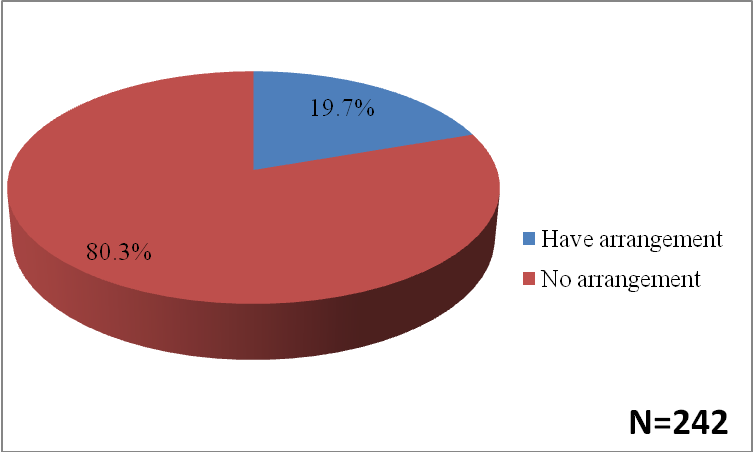 19.7%
80.3%
Have arrangement
No arrangement
N=242